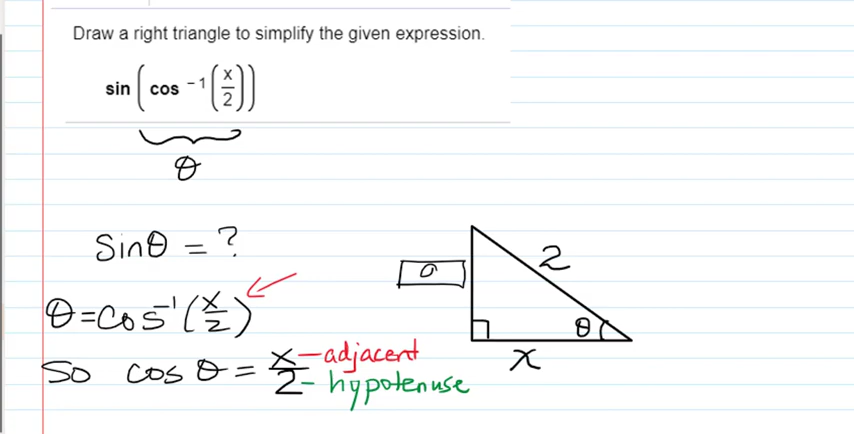 Draw a right triangle to simplify the given expression.
sin(cos⁻¹(x/2))
θ
Sinθ = ?
θ=cos⁻¹(x/2)
So cos θ = x/2
adjacent
hypotenuse
o
2
θ
x